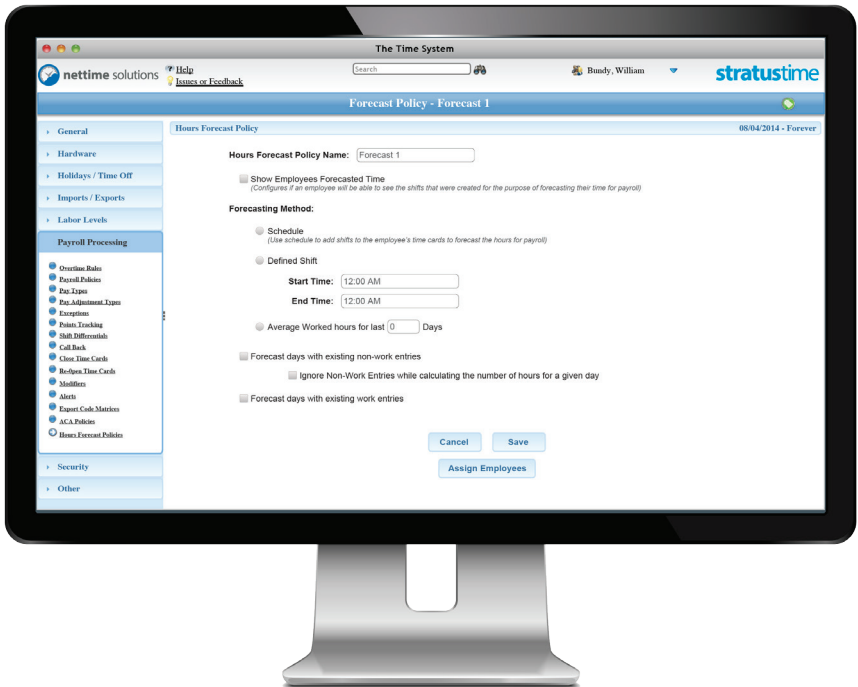 The Time System
nettime solutions
Help
Issues or Feedback
Search
Bundy, William
stratustime
Forecast Policy - Forecast 1
General
Hardware
Holidays / Time Off
Imports / Exports
Labor Levels
Payroll Processing
Overtime Rules
Payroll Policies
Pay Types
Pay Adjustment Types
Exceptions
Points Tracking
Shift Differentials
Call Back
Close Time Cards
Re-Open Time Cards
Modifiers
Alerts
Export Code Matrices
ACA Policies
Hours Forecast Policies
Security
Other
Hours Forecast Policy
08/04/2014 - Forever
Hours Forecast Policy Name: Forecast 1
Show Employees Forecasted Time
(Configures if an employee will be able to see the shifts that were created for the purpose of forecasting their time for payroll)
Forecasting Method:
Schedule
(Use schedule to add shifts to the employee's time cards to forecast the hours for payroll)
Defined Shift
Start Time: 12:00 AM
End Time: 12:00 AM
Average Worked hours for last 0 Days
Forecast days with existing non-work entries
Ignore Non-Work Entries while calculating the number of hours for a given day
Forecast days with existing work entries
Cancel Save
Assign Employees